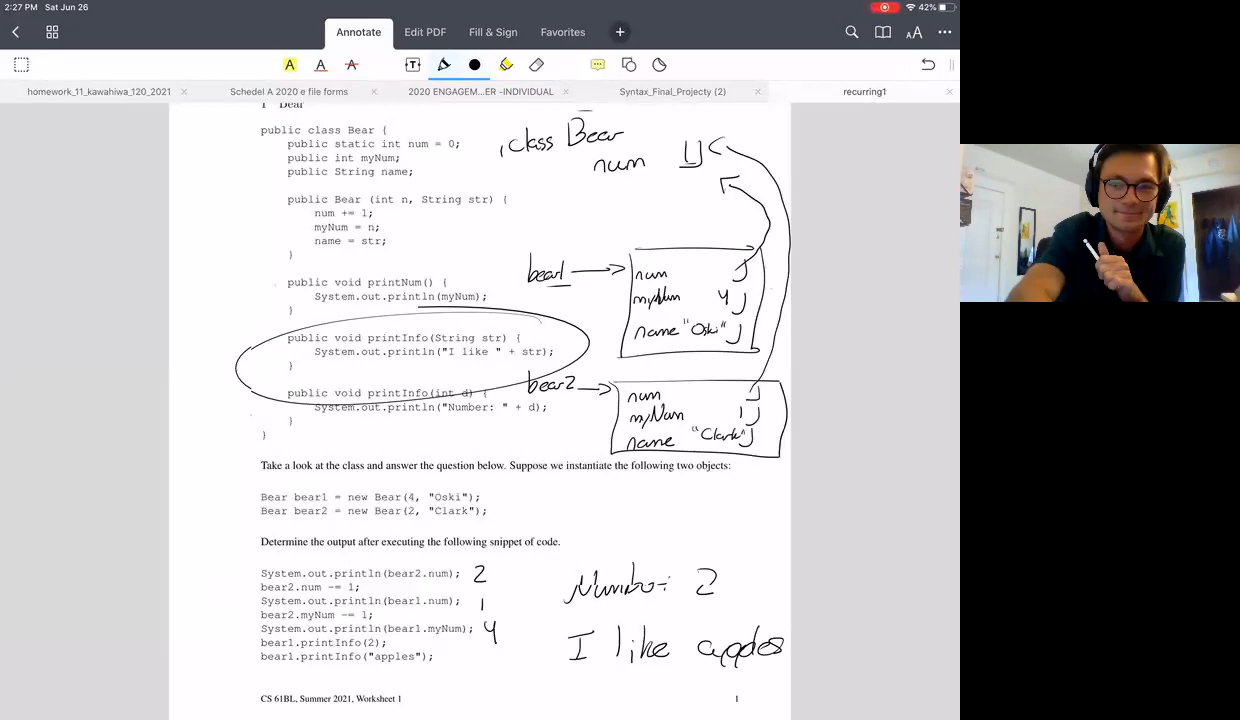 2:27 PM Sat Jun 26 42%
Annotate Edit PDF Fill & Sign Favorites
homework_11_kawahiwa_120_2021 Schedel A 2020 e file forms 2020 ENGAGEM...ER -INDIVIDUAL Syntax_Final_Projecty (2) recurring1
public class Bear {
public static int num = 0;
public int myNum;
public String name;
public Bear (int n, String str) {
num += 1;
myNum = n;
name = str;
}
public void printNum() {
System.out.println(myNum);
}
public void printInfo(String str) {
System.out.println("I like " + str);
}
public void printInfo(int d) {
System.out.println("Number: " + d);
}
}
class Bear
num 1
bear1
num
myNum 4
name "Oski"
bear2
num
myNum 1
name "Clark"
Take a look at the class and answer the question below. Suppose we instantiate the following two objects:
Bear bear1 = new Bear(4, "Oski");
Bear bear2 = new Bear(2, "Clark");
Determine the output after executing the following snippet of code.
System.out.println(bear2.num); 2
bear2.num -= 1;
System.out.println(bear1.num); 1
bear2.myNum -= 1;
System.out.println(bear1.myNum); 4
bear1.printInfo(2);
bear1.printInfo("apples");
Number: 2
I like apples
CS 61BL, Summer 2021, Worksheet 1 1